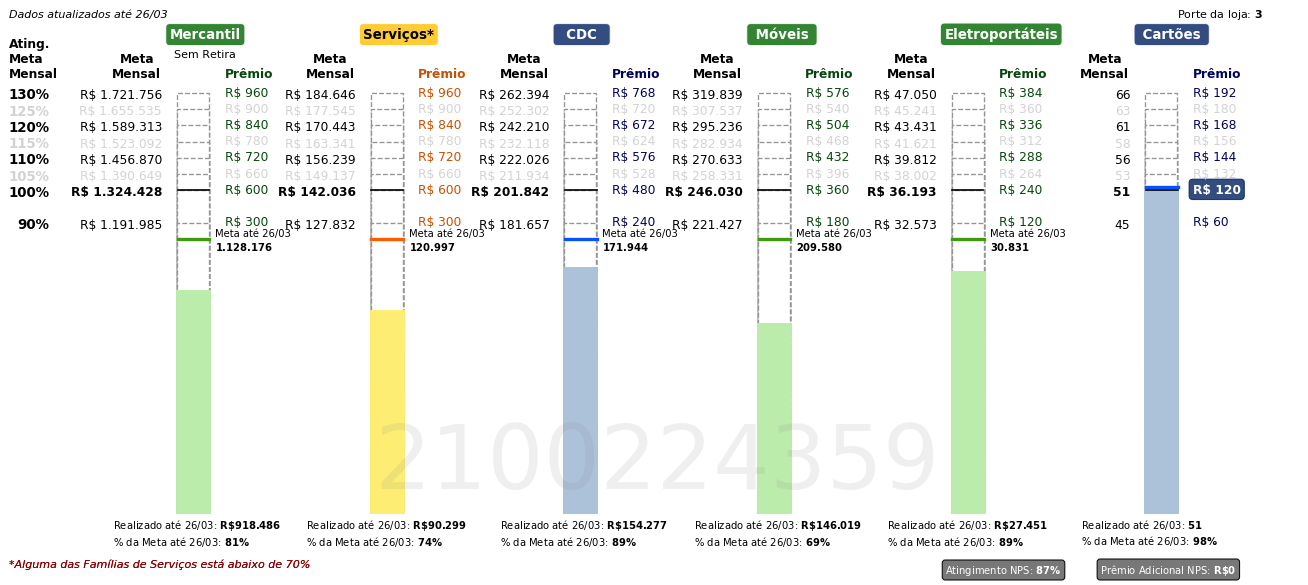 Dados atualizados até 26/03 Porte da loja: 3
Mercantil Serviços* CDC Móveis Eletroportáteis Cartões
Sem Retira
Ating. Meta Mensal Meta Mensal Prêmio Meta Mensal Prêmio Meta Mensal Prêmio Meta Mensal Prêmio Meta Mensal Prêmio Meta Mensal Prêmio
130% R$ 1.721.756 R$ 960 R$ 184.646 R$ 960 R$ 262.394 R$ 768 R$ 319.839 R$ 576 R$ 47.050 R$ 384 66 R$ 192
125% R$ 1.655.535 R$ 900 R$ 177.545 R$ 900 R$ 252.302 R$ 720 R$ 307.537 R$ 540 R$ 45.241 R$ 360 63 R$ 180
120% R$ 1.589.313 R$ 840 R$ 170.443 R$ 840 R$ 242.210 R$ 672 R$ 295.236 R$ 504 R$ 43.431 R$ 336 61 R$ 168
115% R$ 1.523.092 R$ 780 R$ 163.341 R$ 780 R$ 232.118 R$ 624 R$ 282.934 R$ 468 R$ 41.621 R$ 312 58 R$ 156
110% R$ 1.456.870 R$ 720 R$ 156.239 R$ 720 R$ 222.026 R$ 576 R$ 270.633 R$ 432 R$ 39.812 R$ 288 56 R$ 144
105% R$ 1.390.649 R$ 660 R$ 149.137 R$ 660 R$ 211.934 R$ 528 R$ 258.331 R$ 396 R$ 38.002 R$ 264 53 R$ 132
100% R$ 1.324.428 R$ 600 R$ 142.036 R$ 600 R$ 201.842 R$ 480 R$ 246.030 R$ 360 R$ 36.193 R$ 240 51 R$ 120
90% R$ 1.191.985 R$ 300 R$ 127.832 R$ 300 R$ 181.657 R$ 240 R$ 221.427 R$ 180 R$ 32.573 R$ 120 45 R$ 60
Meta até 26/03 Meta até 26/03 Meta até 26/03 Meta até 26/03 Meta até 26/03
1.128.176 120.997 171.944 209.580 30.831
2100224359
Realizado até 26/03: R$918.486 Realizado até 26/03: R$90.299 Realizado até 26/03: R$154.277 Realizado até 26/03: R$146.019 Realizado até 26/03: R$27.451 Realizado até 26/03: 51
% da Meta até 26/03: 81% % da Meta até 26/03: 74% % da Meta até 26/03: 89% % da Meta até 26/03: 69% % da Meta até 26/03: 89% % da Meta até 26/03: 98%
*Alguma das Famílias de Serviços está abaixo de 70% Atingimento NPS: 87% Prêmio Adicional NPS: R$0